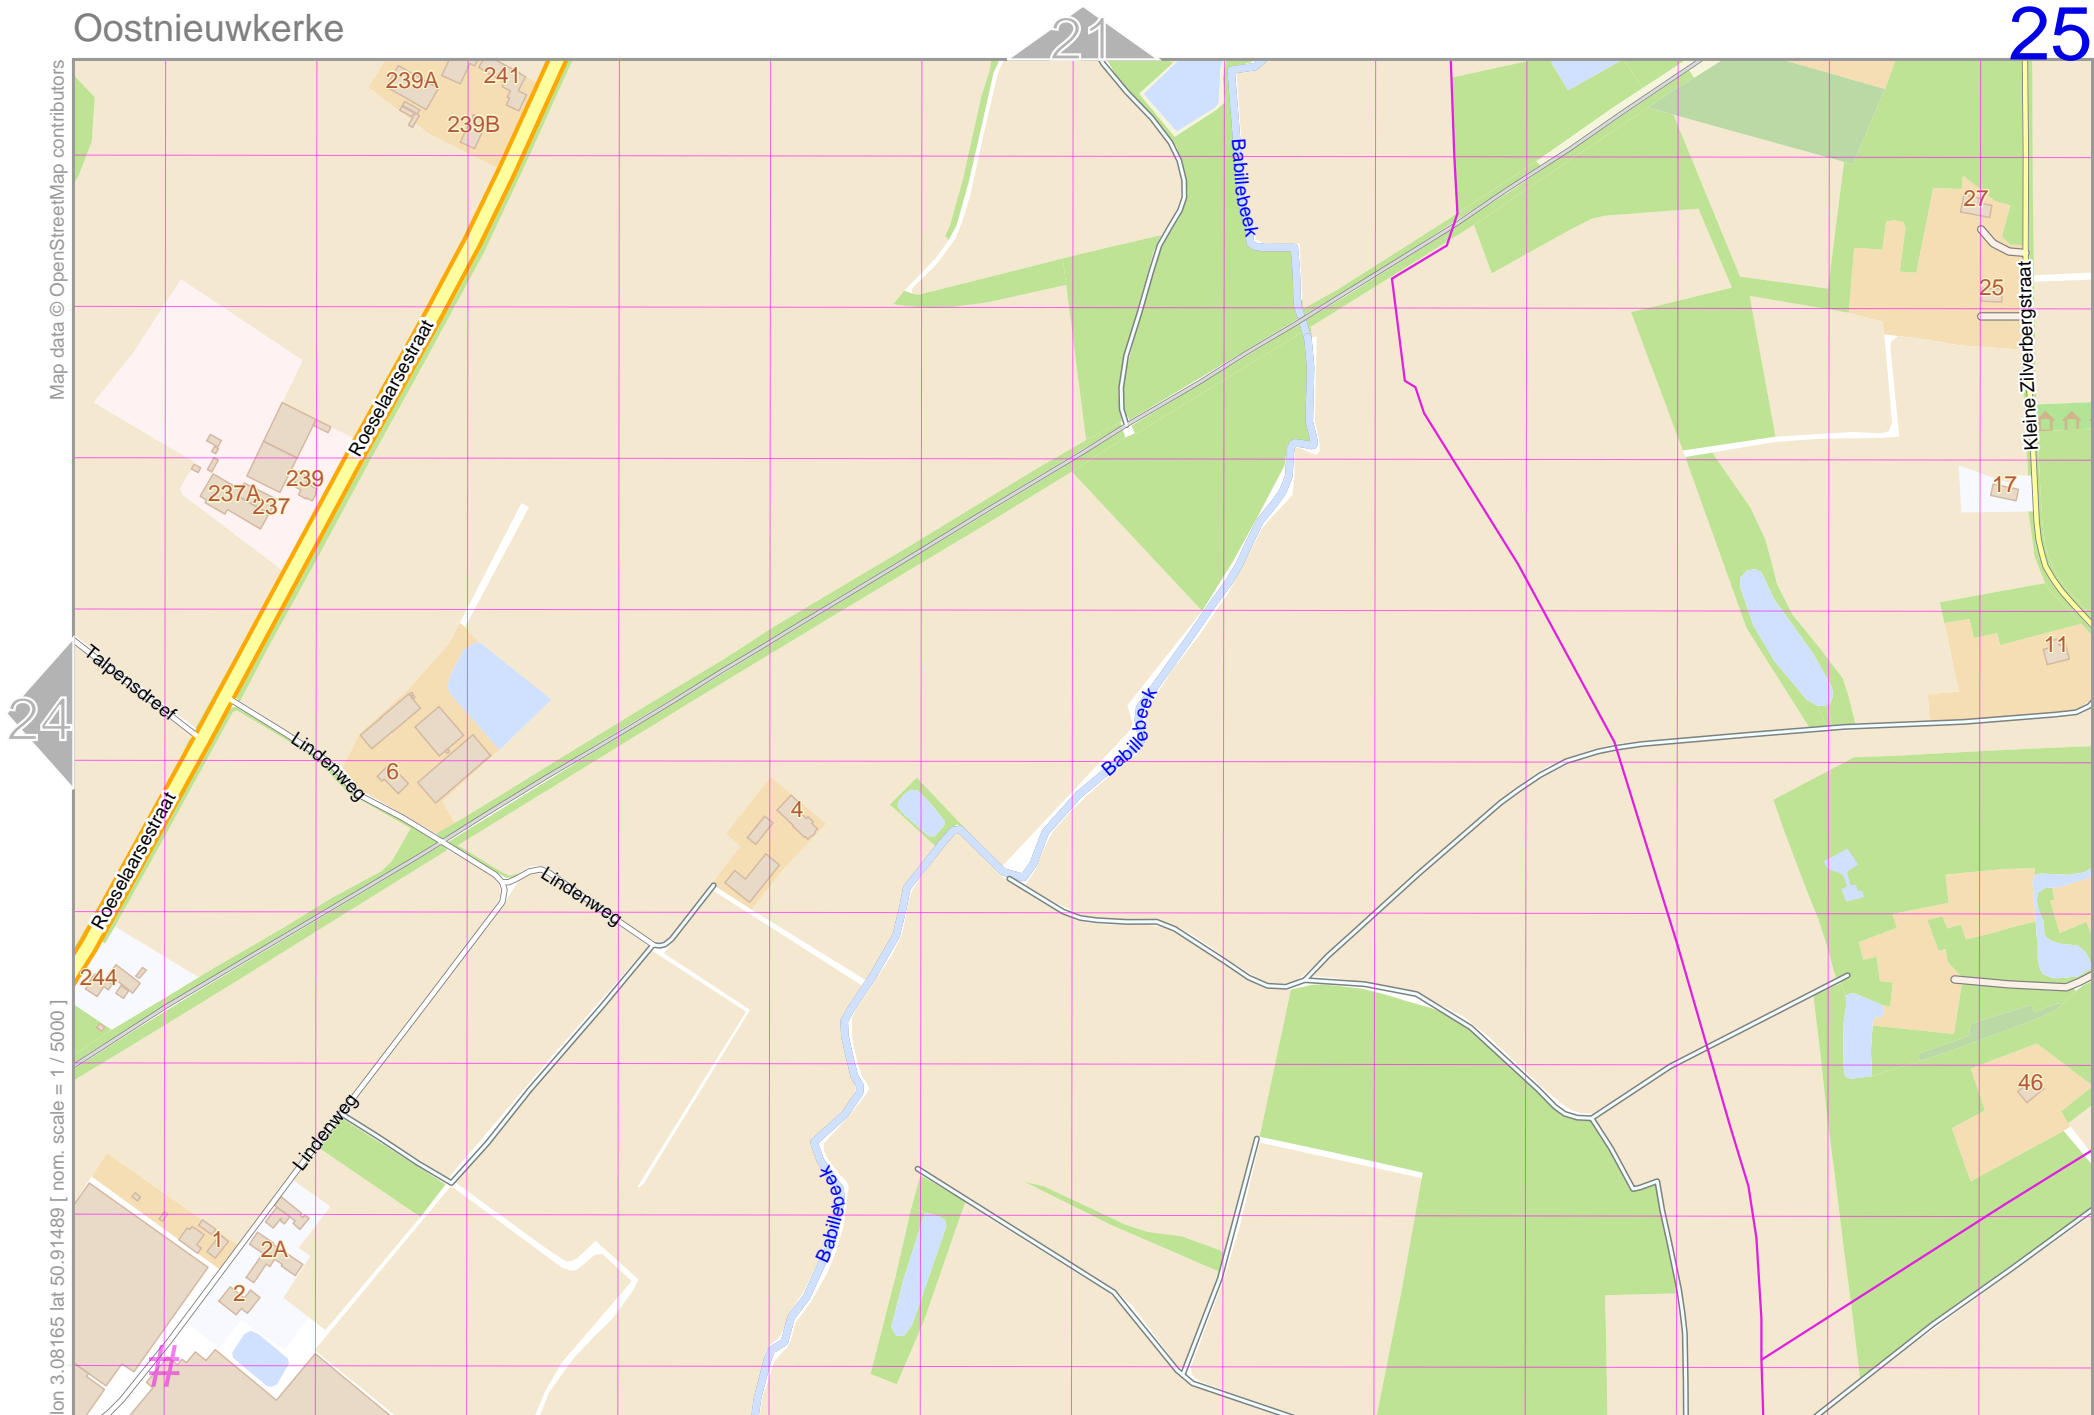 Oostnieuwkerke
21
25
Map data © OpenStreetMap contributors
239A
241
239B
Babillebeek
27
25
Kleine Zilverbergstraat
Roeselaarsestraat
237A
239
237
17
11
Talpensdreef
24
Lindenweg
6
Babillebeek
4
Roeselaarsestraat
Lindenweg
244
46
Lindenweg
Babillebeek
1
2A
2
#
lon 3.08165 lat 50.91489 [ nom. scale = 1 / 5000 ]